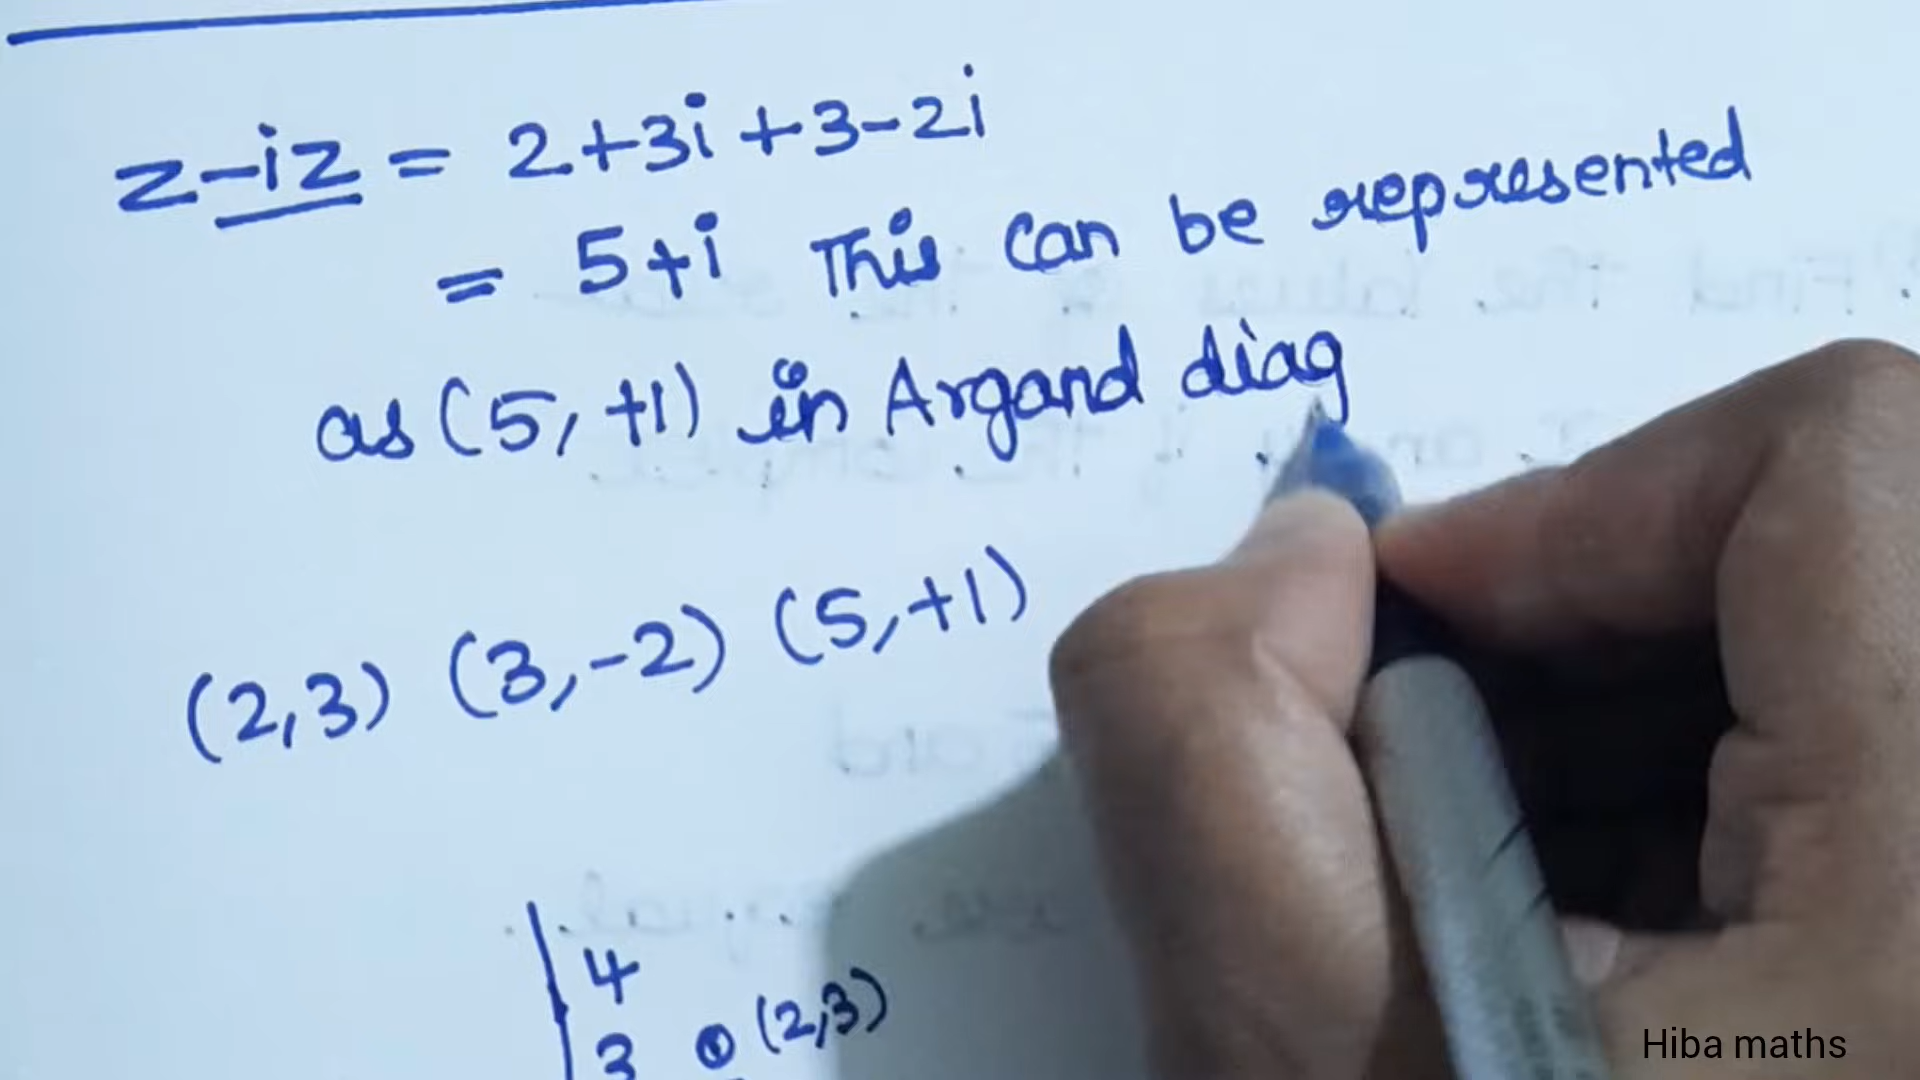 z-iz = 2+3i +3-2i
= 5+i This can be represented
as (5, +1) in Argand diag
(2,3) (3,-2) (5,+1)
4
3 (2,3)
Hiba maths